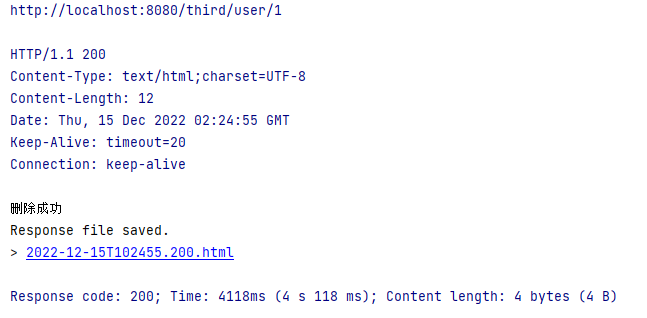 http://localhost:8080/third/user/1
HTTP/1.1 200
Content-Type: text/html;charset=UTF-8
Content-Length: 12
Date: Thu, 15 Dec 2022 02:24:55 GMT
Keep-Alive: timeout=20
Connection: keep-alive
删除成功
Response file saved.
> 2022-12-15T102455.200.html
Response code: 200; Time: 4118ms (4 s 118 ms); Content length: 4 bytes (4 B)